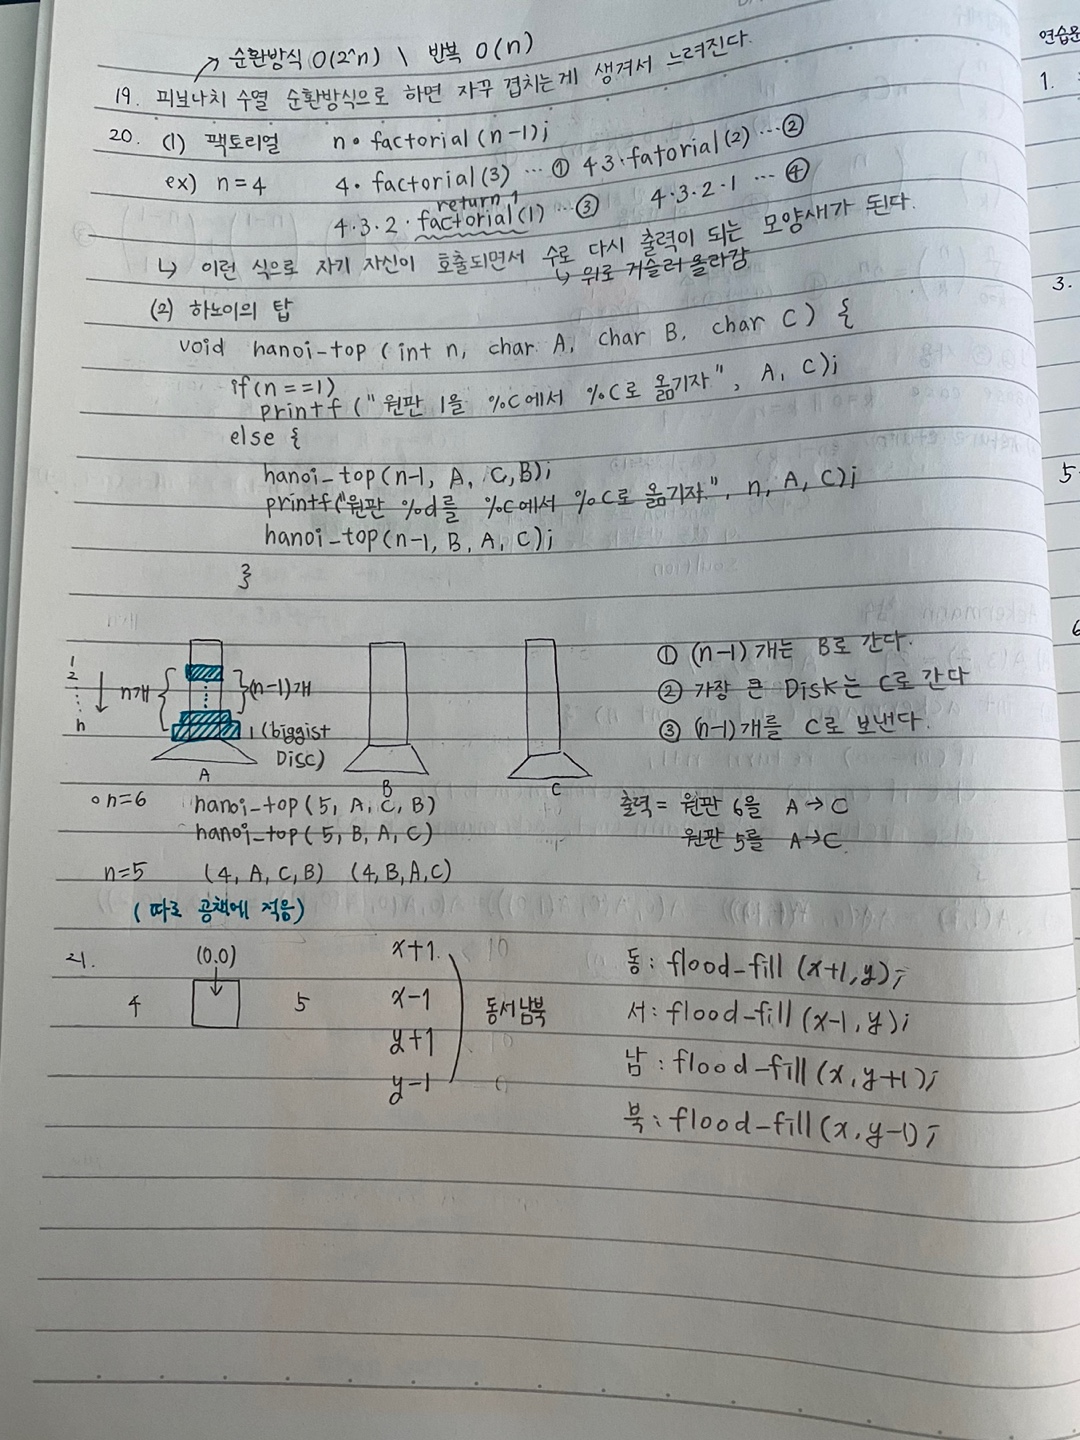 순환방식 O(2^n) \ 반복 O(n)
19. 피보나치 수열 순환방식으로 하면 자꾸 겹치는게 생겨서 느려진다.
20. (1) 팩토리얼 n• factorial (n-1);
ex) n=4 4• factorial(3) … ① 4·3·fatorial(2) … ②
return 1
4·3·2· factorial(1) … ③ 4·3·2·1 … ④
↳ 이런 식으로 자기 자신이 호출되면서 수로 다시 출력이 되는 모양새가 된다.
↳ 위로 거슬러 올라감
(2) 하노이의 탑
void hanoi-top (int n, char A, char B, char C) {
if(n==1)
printf ("원판 1을 %C에서 %C로 옮기자", A, C);
else {
hanoi-top(n-1, A, C, B);
printf("원판 %d를 %C에서 %C로 옮기자", n, A, C);
hanoi-top(n-1, B, A, C);
}
1
2
⋮
n
n개
(n-1)개
1 (biggist
Disc)
A
B
C
① (n-1) 개는 B로 간다.
② 가장 큰 Disk는 C로 간다
③ (n-1)개를 C로 보낸다.
∘n=6 hanoi-top(5, A, C, B) 출력= 원판 6을 A→C
hanoi-top(5, B, A, C) 원판 5를 A→C
n=5 (4, A, C, B) (4, B, A, C)
(따로 공책에 적음)
21. (0.0)
4 5
x+1
x-1
y+1
y-1
동서남북
동: flood-fill (x+1, y);
서: flood-fill (x-1, y);
남: flood-fill (x, y+1);
북: flood-fill (x, y-1);
1.
3.
5
6